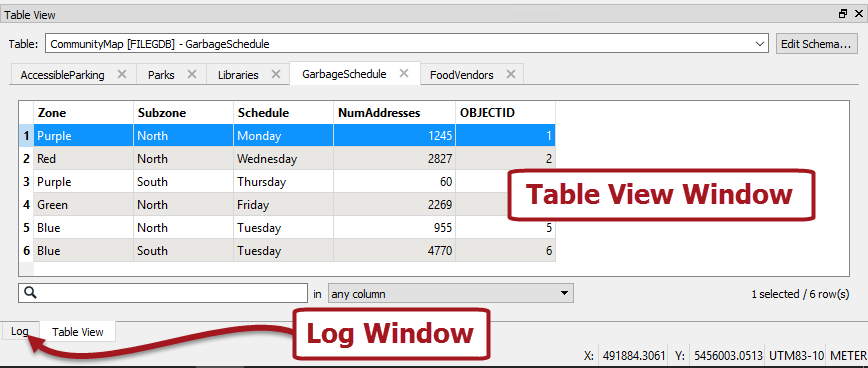 Table View
Table: CommunityMap [FILEGDB] - GarbageSchedule Edit Schema...
AccessibleParking Parks Libraries GarbageSchedule FoodVendors
Zone Subzone Schedule NumAddresses OBJECTID
1 Purple North Monday 1245 1
2 Red North Wednesday 2827 2
3 Purple South Thursday 60
4 Green North Friday 2269
5 Blue North Tuesday 955 5
6 Blue South Tuesday 4770 6
Table View Window
in any column 1 selected / 6 row(s)
Log Table View
Log Window
X: 491884.3061 Y: 5456003.0513 UTM83-10 METER